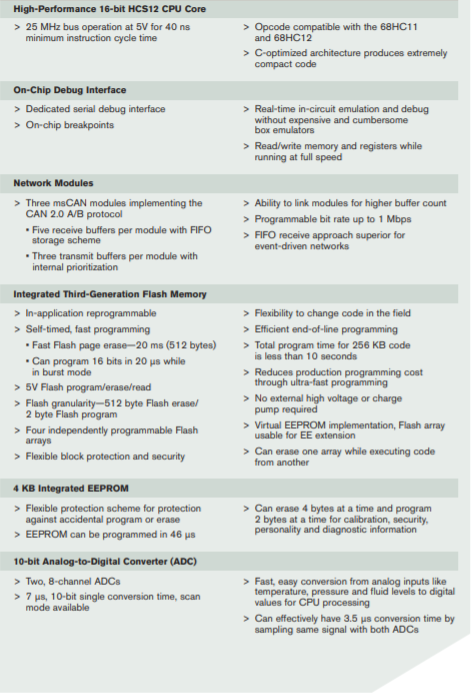 High-Performance 16-bit HCS12 CPU Core
> 25 MHz bus operation at 5V for 40 ns
minimum instruction cycle time
> Opcode compatible with the 68HC11
and 68HC12
> C-optimized architecture produces extremely
compact code
On-Chip Debug Interface
> Dedicated serial debug interface
> On-chip breakpoints
> Real-time in-circuit emulation and debug
without expensive and cumbersome
box emulators
> Read/write memory and registers while
running at full speed
Network Modules
> Three msCAN modules implementing the
CAN 2.0 A/B protocol
• Five receive buffers per module with FIFO
storage scheme
• Three transmit buffers per module with
internal prioritization
> Ability to link modules for higher buffer count
> Programmable bit rate up to 1 Mbps
> FIFO receive approach superior for
event-driven networks
Integrated Third-Generation Flash Memory
> In-application reprogrammable
> Self-timed, fast programming
• Fast Flash page erase—20 ms (512 bytes)
• Can program 16 bits in 20 µs while
in burst mode
> 5V Flash program/erase/read
> Flash granularity—512 byte Flash erase/
2 byte Flash program
> Four independently programmable Flash
arrays
> Flexible block protection and security
> Flexibility to change code in the field
> Efficient end-of-line programming
> Total program time for 256 KB code
is less than 10 seconds
> Reduces production programming cost
through ultra-fast programming
> No external high voltage or charge
pump required
> Virtual EEPROM implementation, Flash array
usable for EE extension
> Can erase one array while executing code
from another
4 KB Integrated EEPROM
> Flexible protection scheme for protection
against accidental program or erase
> EEPROM can be programmed in 46 µs
> Can erase 4 bytes at a time and program
2 bytes at a time for calibration, security,
personality and diagnostic information
10-bit Analog-to-Digital Converter (ADC)
> Two, 8-channel ADCs
> 7 µs, 10-bit single conversion time, scan
mode available
> Fast, easy conversion from analog inputs like
temperature, pressure and fluid levels to digital
values for CPU processing
> Can effectively have 3.5 µs conversion time by
sampling same signal with both ADCs